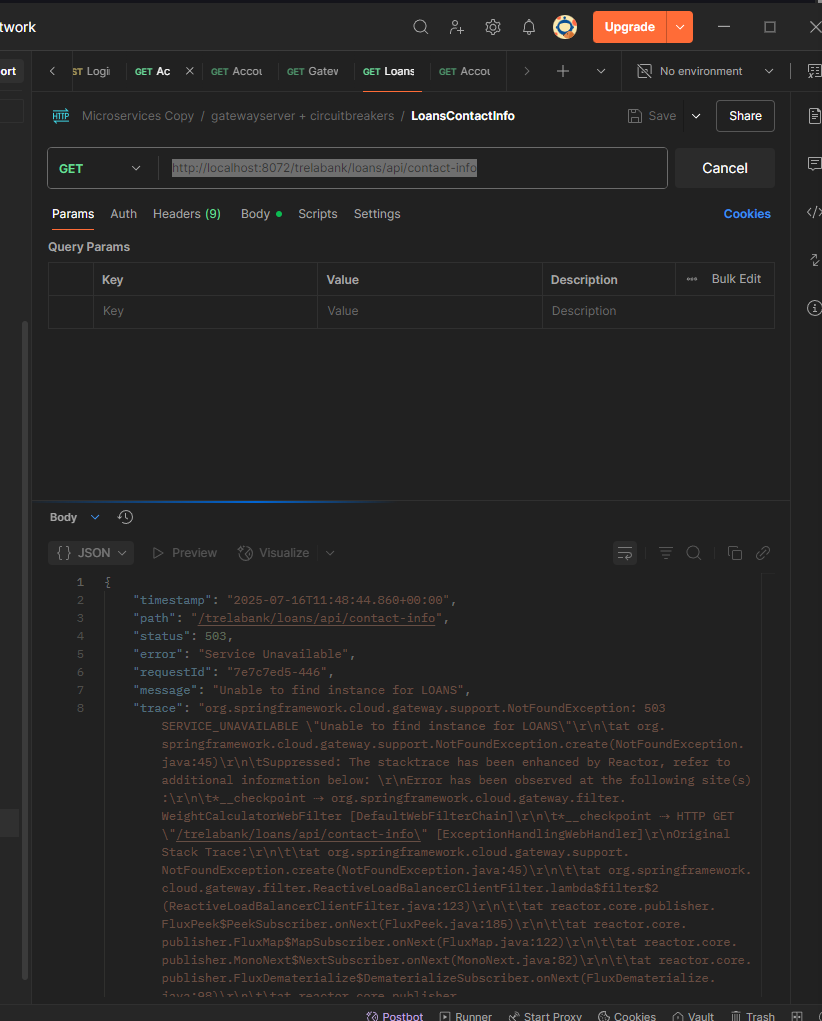 twork
Upgrade
ort
ST Logi
GET Ac
GET Accou
GET Gatev
GET Loans
GET Accou
No environment
HTTP
Microservices Copy / gatewayserver + circuitbreakers / LoansContactInfo
Save
Share
GET
http://localhost:8072/trelabank/loans/api/contact-info
Cancel
Params Auth Headers (9) Body Scripts Settings
Cookies
Query Params
Key Value Description Bulk Edit
Key Value Description
Body
{} JSON Preview Visualize
1 {
2 "timestamp": "2025-07-16T11:48:44.860+00:00",
3 "path": "/trelabank/loans/api/contact-info",
4 "status": 503,
5 "error": "Service Unavailable",
6 "requestId": "7e7c7ed5-446",
7 "message": "Unable to find instance for LOANS",
8 "trace": "org.springframework.cloud.gateway.support.NotFoundException: 503
SERVICE_UNAVAILABLE \"Unable to find instance for LOANS\"\r\n\tat org.
springframework.cloud.gateway.support.NotFoundException.create(NotFoundException.
java:45)\r\n\tSuppressed: The stacktrace has been enhanced by Reactor, refer to
additional information below: \r\nError has been observed at the following site(s)
:\r\n\t*__checkpoint → org.springframework.cloud.gateway.filter.
WeightCalculatorWebFilter [DefaultWebFilterChain]\r\n\t*__checkpoint → HTTP GET
\"/trelabank/loans/api/contact-info\" [ExceptionHandlingWebHandler]\r\nOriginal
Stack Trace:\r\n\t\tat org.springframework.cloud.gateway.support.
NotFoundException.create(NotFoundException.java:45)\r\n\t\tat org.springframework.
cloud.gateway.filter.ReactiveLoadBalancerClientFilter.lambda$filter$2
(ReactiveLoadBalancerClientFilter.java:123)\r\n\t\tat reactor.core.publisher.
FluxPeek$PeekSubscriber.onNext(FluxPeek.java:185)\r\n\t\tat reactor.core.
publisher.FluxMap$MapSubscriber.onNext(FluxMap.java:122)\r\n\t\tat reactor.core.
publisher.MonoNext$NextSubscriber.onNext(MonoNext.java:82)\r\n\t\tat reactor.core.
publisher.FluxDematerialize$DematerializeSubscriber.onNext(FluxDematerialize.
java:98)\r\n\t\tat reactor.core.publisher.
Postbot Runner Start Proxy Cookies Vault Trash